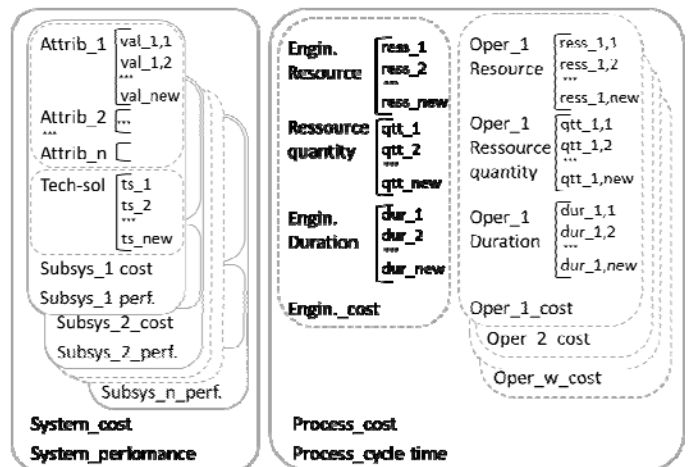 Attrib_1
val_1,1
val_1,2
...
val_new
Attrib_2
...
...
Attrib_n
Tech-sol
ts_1
ts_2
...
ts_new
Subsys_1 cost
Subsys_1 perf.
Subsys_2_cost
Subsys_2_perf.
Subsys_n_perf.
System_cost
System_perfomance
Engin.
Resource
ress_1
ress_2
...
ress_new
Ressource
quantity
qtt_1
qtt_2
...
qtt_new
Engin.
Duration
dur_1
dur_2
...
dur_new
Engin._cost
Oper_1
Resource
ress_1,1
ress_1,2
...
ress_1,new
Oper_1
Ressource
quantity
qtt_1,1
qtt_1,2
...
qtt_1,new
Oper_1
Duration
dur_1,1
dur_1,2
...
dur_1,new
Oper_1_cost
Oper_2_cost
Oper_w_cost
Process_cost
Process_cycle time